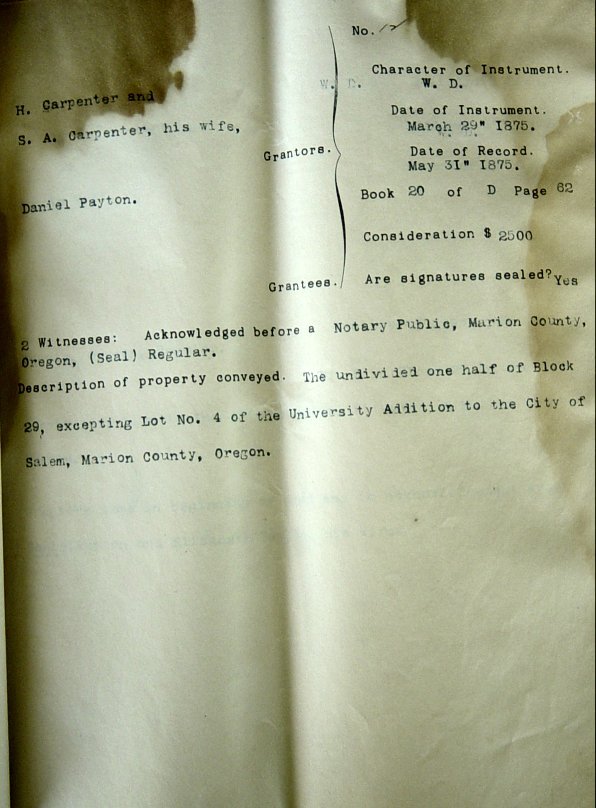 No. 12
Character of Instrument.
W. D.
Date of Instrument.
March 29" 1875.
Date of Record.
May 31" 1875.
Book 20 of D Page 62
Consideration $ 2500
Are signatures sealed? Yes
H. Carpenter and
S. A. Carpenter, his wife,
Grantors.
Daniel Payton.
Grantees.
2 Witnesses: Acknowledged before a Notary Public, Marion County,
Oregon, (Seal) Regular.
Description of property conveyed. The undivided one half of Block
29, excepting Lot No. 4 of the University Addition to the City of
Salem, Marion County, Oregon.